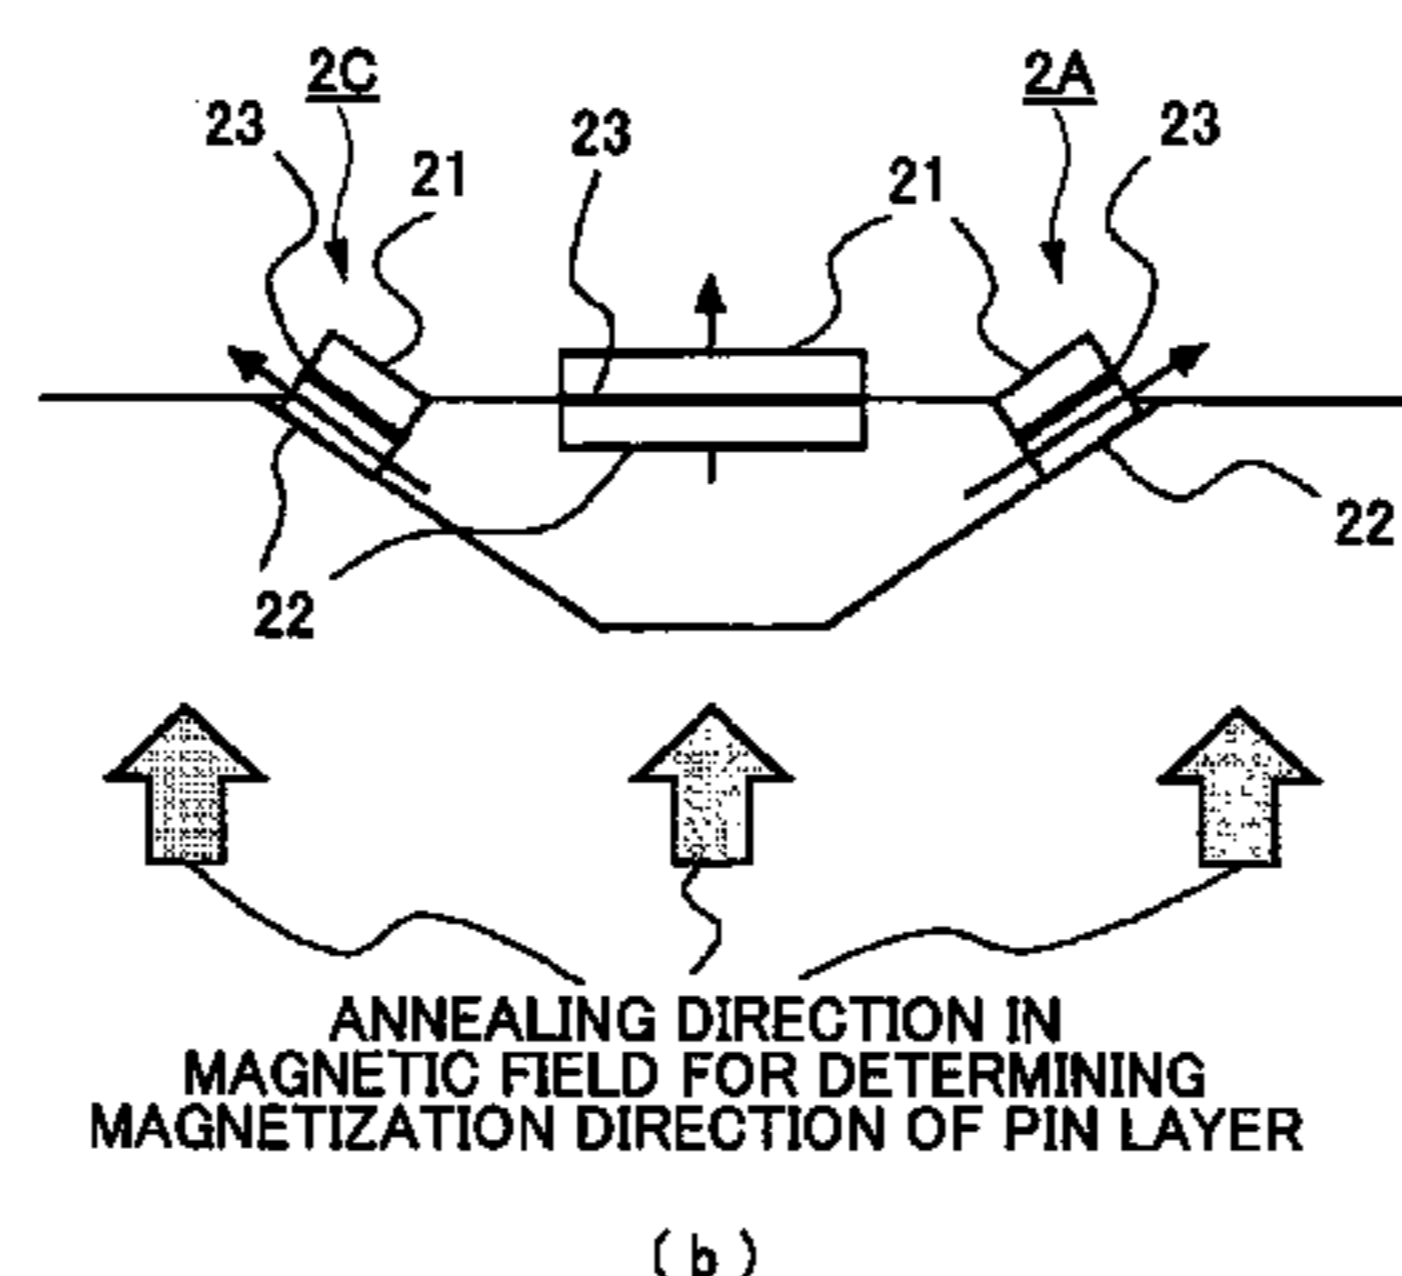 2C
2A
23
23
23
21
21
22
22
ANNEALING DIRECTION IN
MAGNETIC FIELD FOR DETERMINING
MAGNETIZATION DIRECTION OF PIN LAYER
( b )